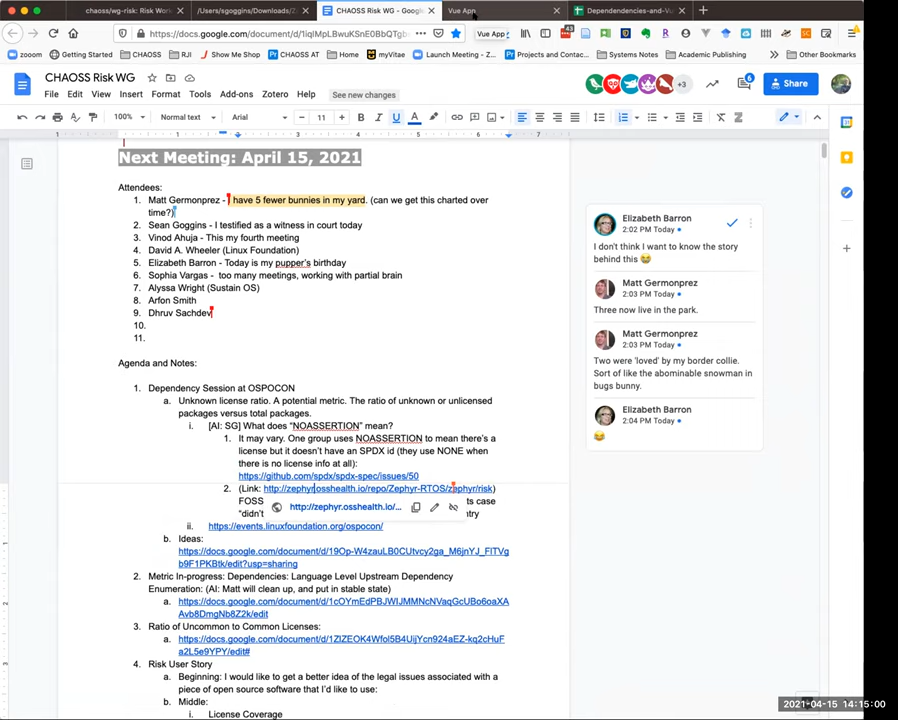 chaoss/wg-risk: Risk Work
/Users/sgoggins/Downloads/Z
CHAOSS Risk WG - Google
Vue App
Dependendencies-and-Vu
https://docs.google.com/document/d/1iqlMpLBwuKSnE0BbQTgb
Vue App
43
zooom
Getting Started
CHAOSS
RJI
Show Me Shop
CHAOSS AT
Home
myVitae
Launch Meeting - Z...
Projects and Contac...
Systems Notes
Academic Publishing
Other Bookmarks
CHAOSS Risk WG
+3
6
Share
File Edit View Insert Format Tools Add-ons Zotero Help See new changes
100%
Normal text
Arial
11
B I U A
Next Meeting: April 15, 2021
Attendees:
1. Matt Germonprez - I have 5 fewer bunnies in my yard. (can we get this charted over
time?)
2. Sean Goggins - I testified as a witness in court today
3. Vinod Ahuja - This my fourth meeting
4. David A. Wheeler (Linux Foundation)
5. Elizabeth Barron - Today is my pupper's birthday
6. Sophia Vargas - too many meetings, working with partial brain
7. Alyssa Wright (Sustain OS)
8. Arfon Smith
9. Dhruv Sachdev
10.
11.
Agenda and Notes:
1. Dependency Session at OSPOCON
a. Unknown license ratio. A potential metric. The ratio of unknown or unlicensed
packages versus total packages.
i. [AI: SG] What does "NOASSERTION" mean?
1. It may vary. One group uses NOASSERTION to mean there's a
license but it doesn't have an SPDX id (they use NONE when
there is no license info at all):
https://github.com/spdx/spdx-spec/issues/50
2. (Link: http://zephyr.osshealth.io/repo/Zephyr-RTOS/zephyr/risk)
FOSS
s case
"didn't
ntry
http://zephyr.osshealth.io/...
ii. https://events.linuxfoundation.org/ospocon/
b. Ideas:
https://docs.google.com/document/d/19Op-W4zauLB0CUtvcy2ga_M6jnYJ_FlTVg
b9F1PKBtk/edit?usp=sharing
2. Metric In-progress: Dependencies: Language Level Upstream Dependency
Enumeration: (AI: Matt will clean up, and put in stable state)
a. https://docs.google.com/document/d/1cOYmEdPBJWIJMMNcNVaqGcUBo6oaXA
Avb8DmgNb8Z2k/edit
3. Ratio of Uncommon to Common Licenses:
a. https://docs.google.com/document/d/1ZlZEOK4Wfol5B4UijYcn924aEZ-kq2cHuF
a2L5e9YPY/edit#
4. Risk User Story
a. Beginning: I would like to get a better idea of the legal issues associated with a
piece of open source software that I'd like to use:
b. Middle:
i. License Coverage
Elizabeth Barron
2:02 PM Today
I don't think I want to know the story
behind this 😂
Matt Germonprez
2:03 PM Today
Three now live in the park.
Matt Germonprez
2:03 PM Today
Two were 'loved' by my border collie.
Sort of like the abominable snowman in
bugs bunny.
Elizabeth Barron
2:04 PM Today
😂
2021-04-15 14:15:00